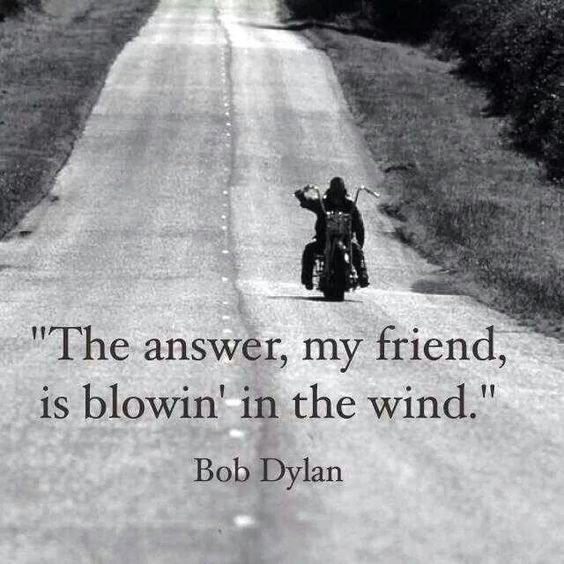 "The answer, my friend,
is blowin' in the wind."
Bob Dylan